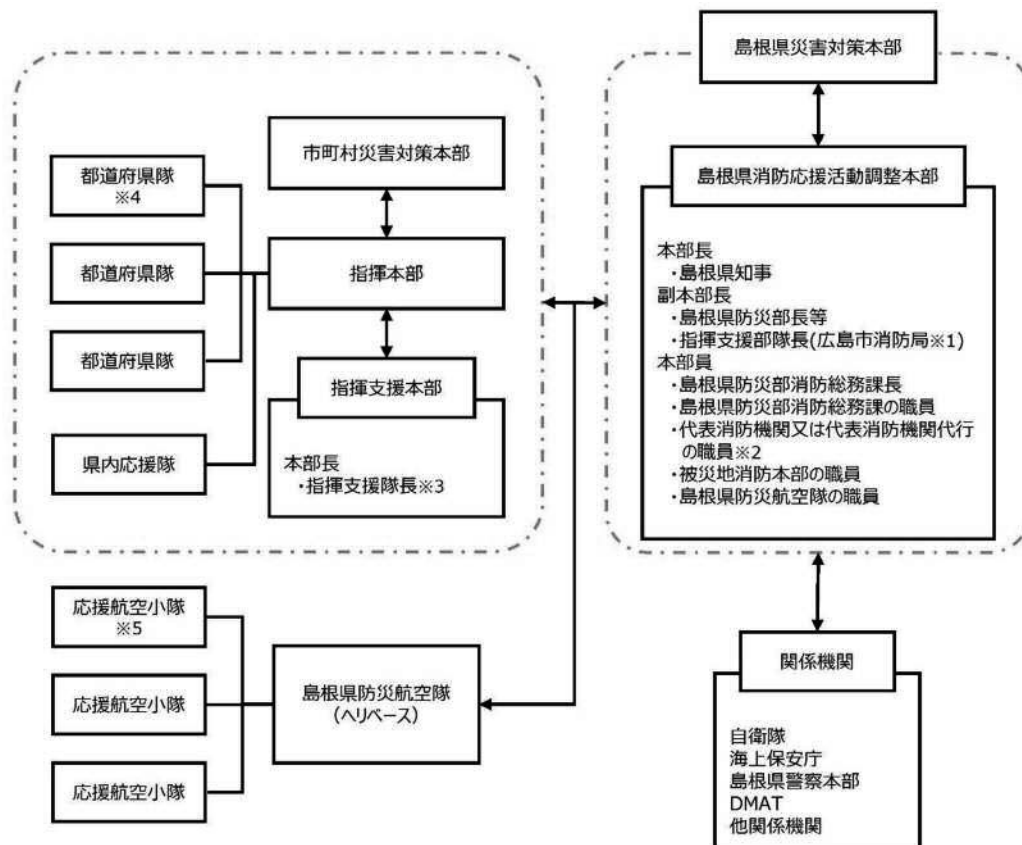 市町村災害対策本部
都道府県隊
※4
都道府県隊
指揮本部
都道府県隊
指揮支援本部
本部長
・指揮支援隊長※3
県内応援隊
応援航空小隊
※5
応援航空小隊
応援航空小隊
島根県防災航空隊
(ヘリベース)
島根県災害対策本部
島根県消防応援活動調整本部
本部長
・島根県知事
副本部長
・島根県防災部長等
・指揮支援部隊長(広島市消防局※1)
本部員
・島根県防災部消防総務課長
・島根県防災部消防総務課の職員
・代表消防機関又は代表消防機関代行
の職員※2
・被災地消防本部の職員
・島根県防災航空隊の職員
関係機関
自衛隊
海上保安庁
島根県警察本部
DMAT
他関係機関